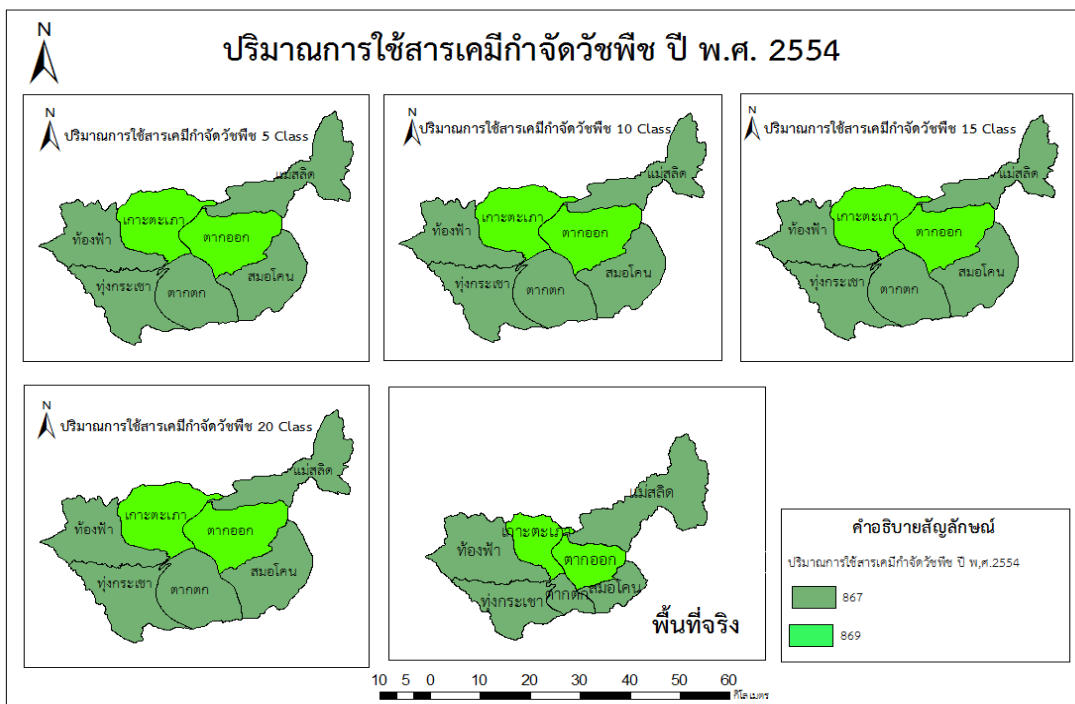 N
ปริมาณการใช้สารเคมีกำจัดวัชพืช ปี พ.ศ. 2554
N
ปริมาณการใช้สารเคมีกำจัดวัชพืช 5 Class
แม่สลิด
เกาะตะเภา
ตากออก
ท้องฟ้า
สมอโคน
ทุ่งกระเชา
ตากตก
N
ปริมาณการใช้สารเคมีกำจัดวัชพืช 10 Class
แม่สลิด
เกาะตะเภา
ตากออก
ท้องฟ้า
สมอโคน
ทุ่งกระเชา
ตากตก
N
ปริมาณการใช้สารเคมีกำจัดวัชพืช 15 Class
แม่สลิด
เกาะตะเภา
ตากออก
ท้องฟ้า
สมอโคน
ทุ่งกระเชา
ตากตก
N
ปริมาณการใช้สารเคมีกำจัดวัชพืช 20 Class
แม่สลิด
เกาะตะเภา
ตากออก
ท้องฟ้า
สมอโคน
ทุ่งกระเชา
ตากตก
แม่สลิด
เกาะตะเภา
ท้องฟ้า
ตากออก
สมอโคน
ตากตก
ทุ่งกระเชา
พื้นที่จริง
คำอธิบายสัญลักษณ์
ปริมาณการใช้สารเคมีกำจัดวัชพืช ปี พ.ศ.2554
867
869
10 5 0 10 20 30 40 50 60
กิโลเมตร